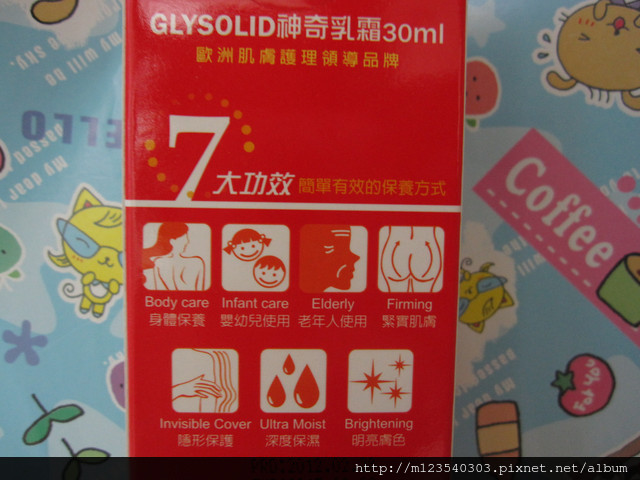 GLYSOLID神奇乳霜30ml
歐洲肌膚護理領導品牌
7大功效 簡單有效的保養方式
Body care Infant care Elderly Firming
身體保養 嬰幼兒使用 老年人使用 緊實肌膚
Invisible Cover Ultra Moist Brightening
隱形保護 深度保濕 明亮膚色
Coffee
http://m123540303.pixnet.net/album